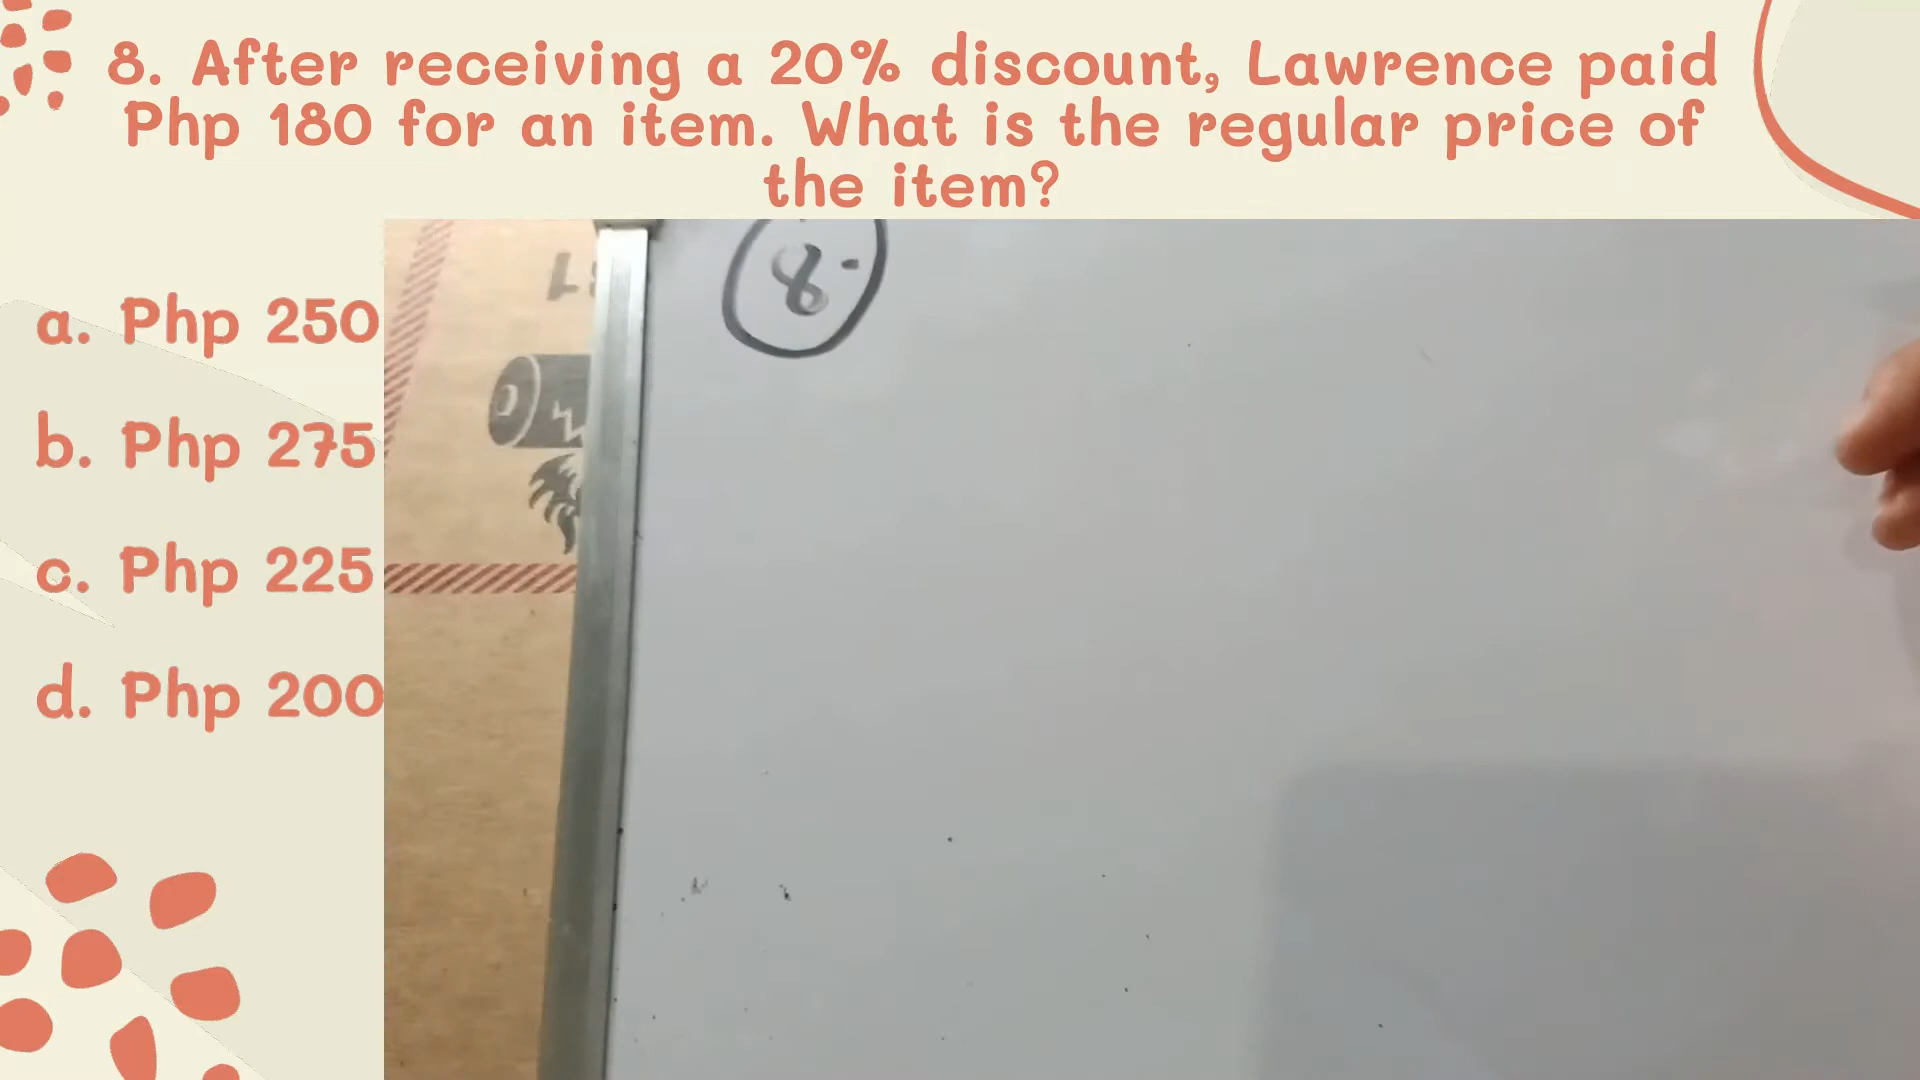 8. After receiving a 20% discount, Lawrence paid
Php 180 for an item. What is the regular price of
the item?
a. Php 250
b. Php 275
c. Php 225
d. Php 200
8.